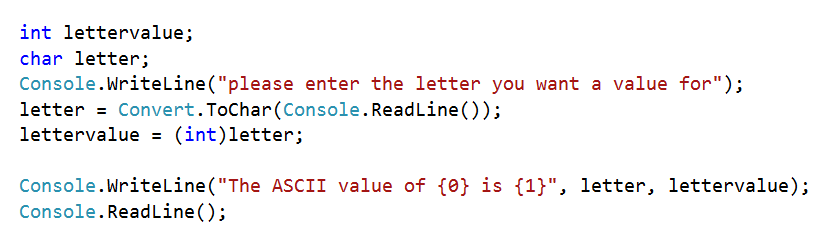 int lettervalue;
char letter;
Console.WriteLine("please enter the letter you want a value for");
letter = Convert.ToChar(Console.ReadLine());
lettervalue = (int)letter;
Console.WriteLine("The ASCII value of {0} is {1}", letter, lettervalue);
Console.ReadLine();